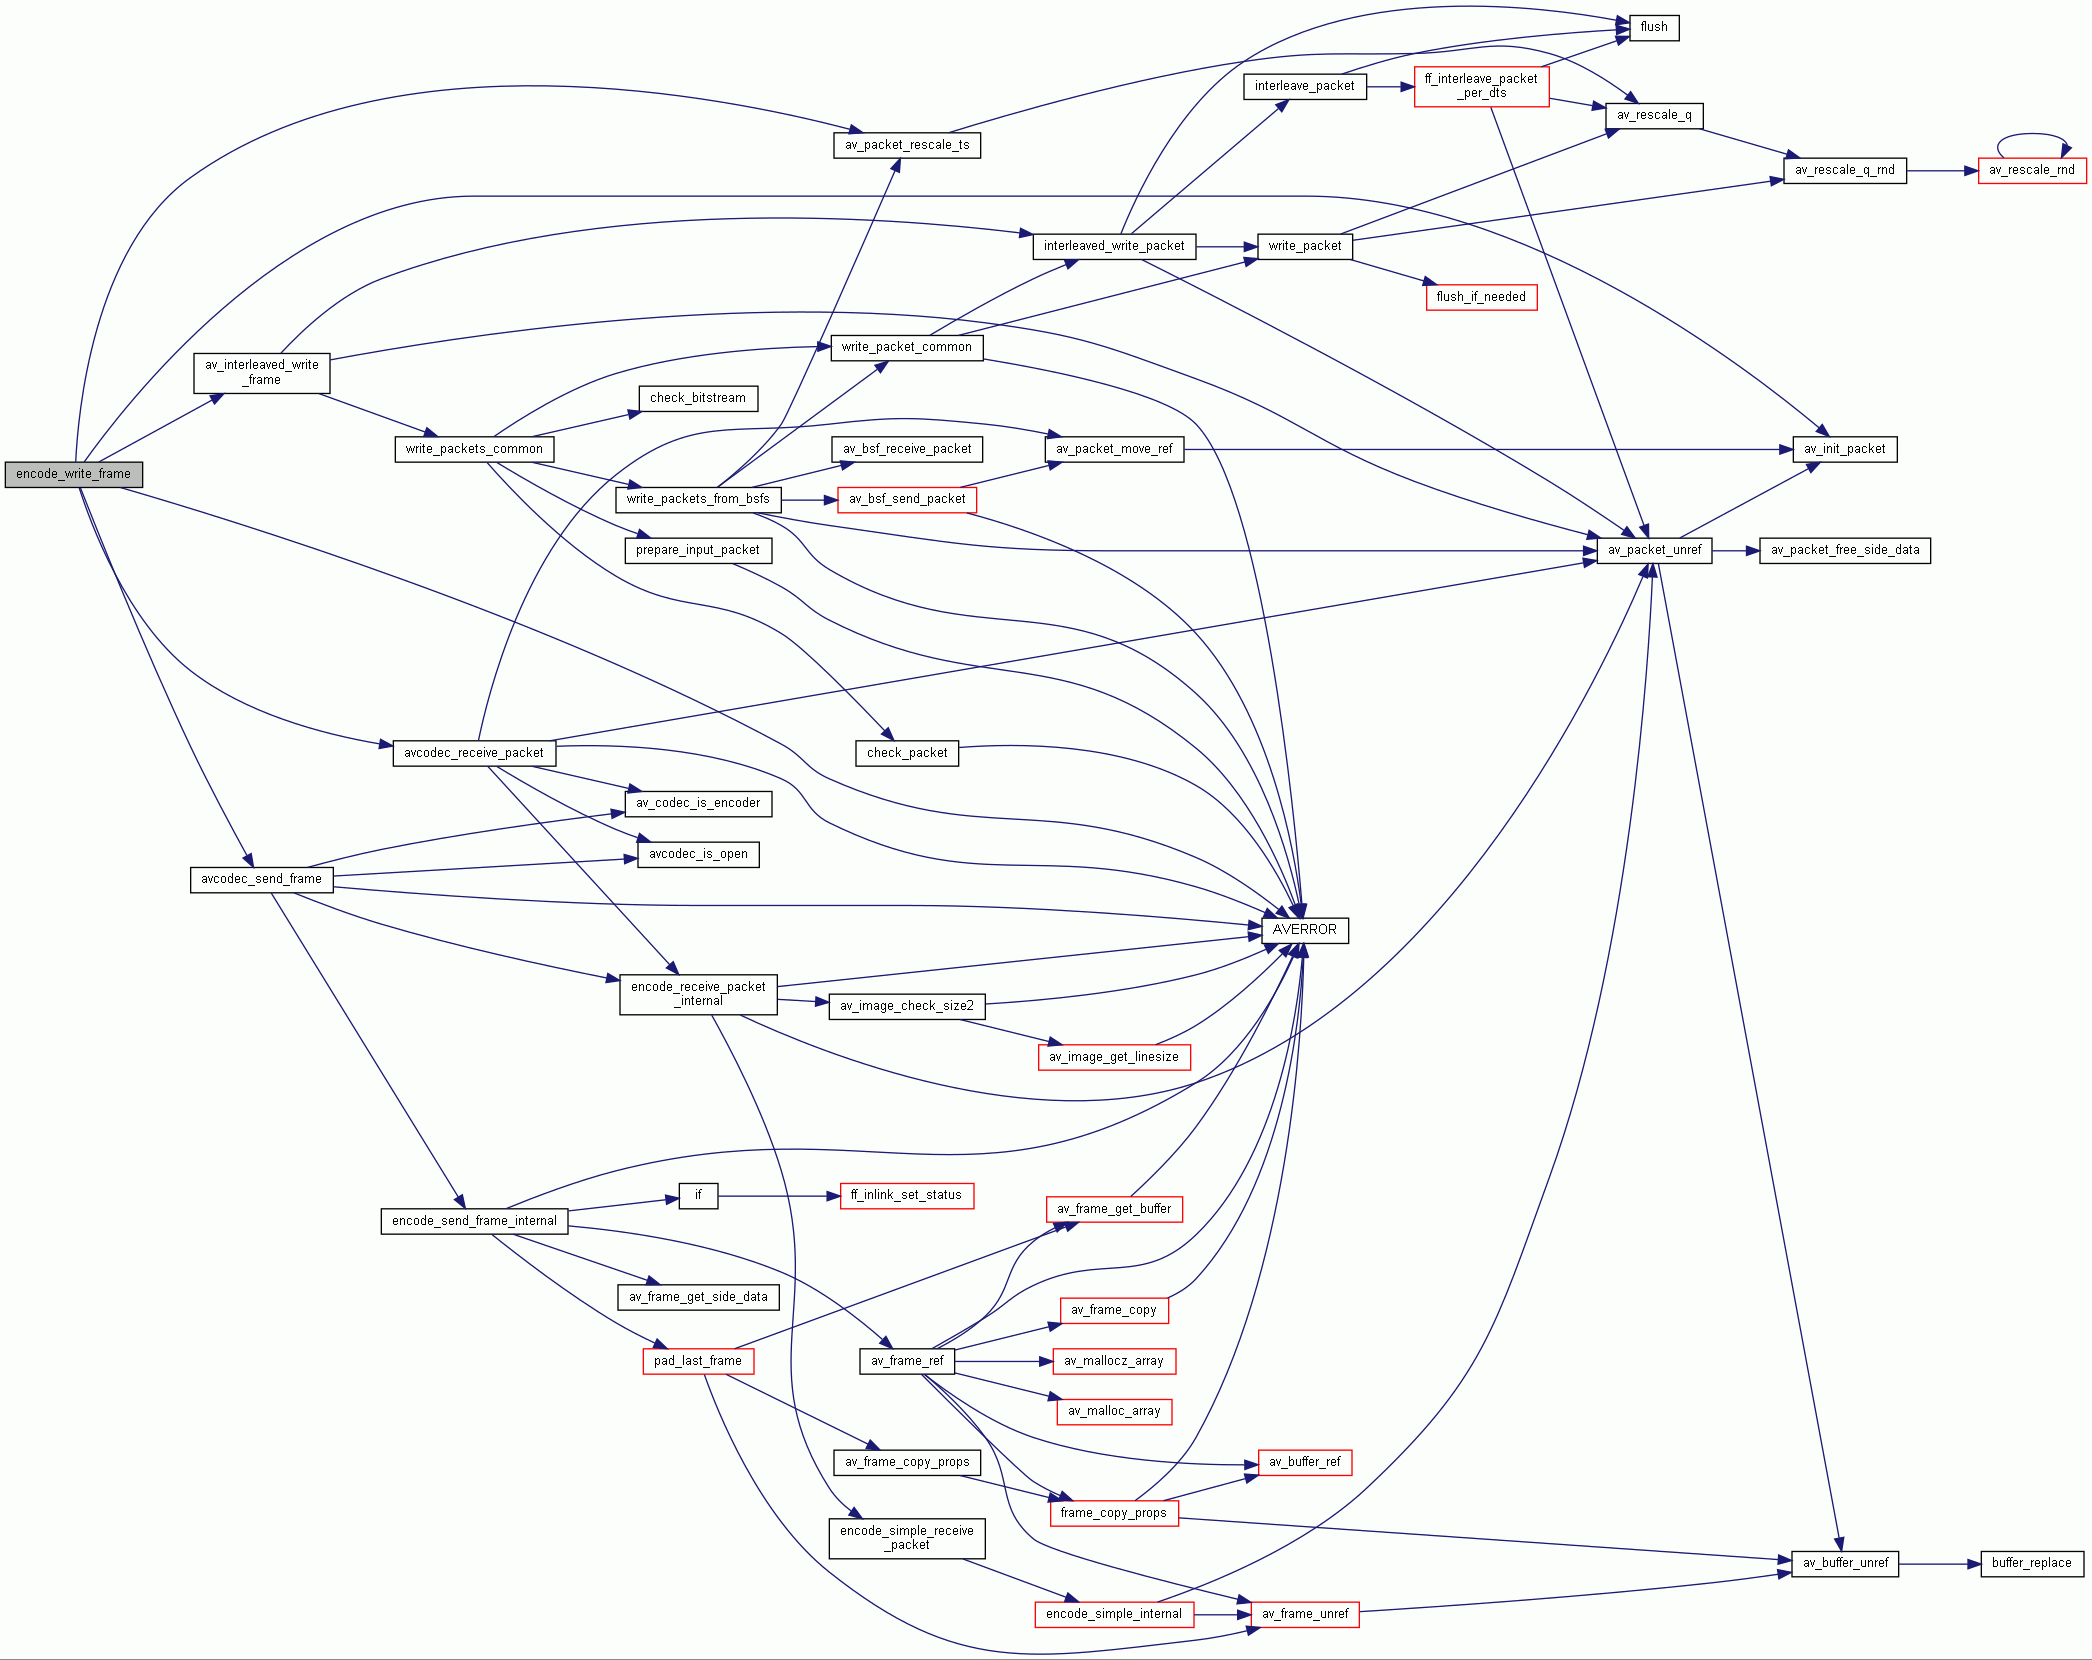 flush
interleave_packet
ff_interleave_packet
_per_dts
av_rescale_q
av_packet_rescale_ts
av_rescale_q_rnd
av_rescale_rnd
interleaved_write_packet
write_packet
flush_if_needed
write_packet_common
av_interleaved_write
_frame
check_bitstream
write_packets_common
av_bsf_receive_packet
av_packet_move_ref
av_init_packet
encode_write_frame
write_packets_from_bsfs
av_bsf_send_packet
prepare_input_packet
av_packet_unref
av_packet_free_side_data
avcodec_receive_packet
check_packet
av_codec_is_encoder
avcodec_is_open
avcodec_send_frame
AVERROR
encode_receive_packet
_internal
av_image_check_size2
av_image_get_linesize
if
ff_inlink_set_status
av_frame_get_buffer
encode_send_frame_internal
av_frame_get_side_data
av_frame_copy
pad_last_frame
av_frame_ref
av_mallocz_array
av_malloc_array
av_frame_copy_props
av_buffer_ref
frame_copy_props
encode_simple_receive
_packet
av_buffer_unref
buffer_replace
encode_simple_internal
av_frame_unref